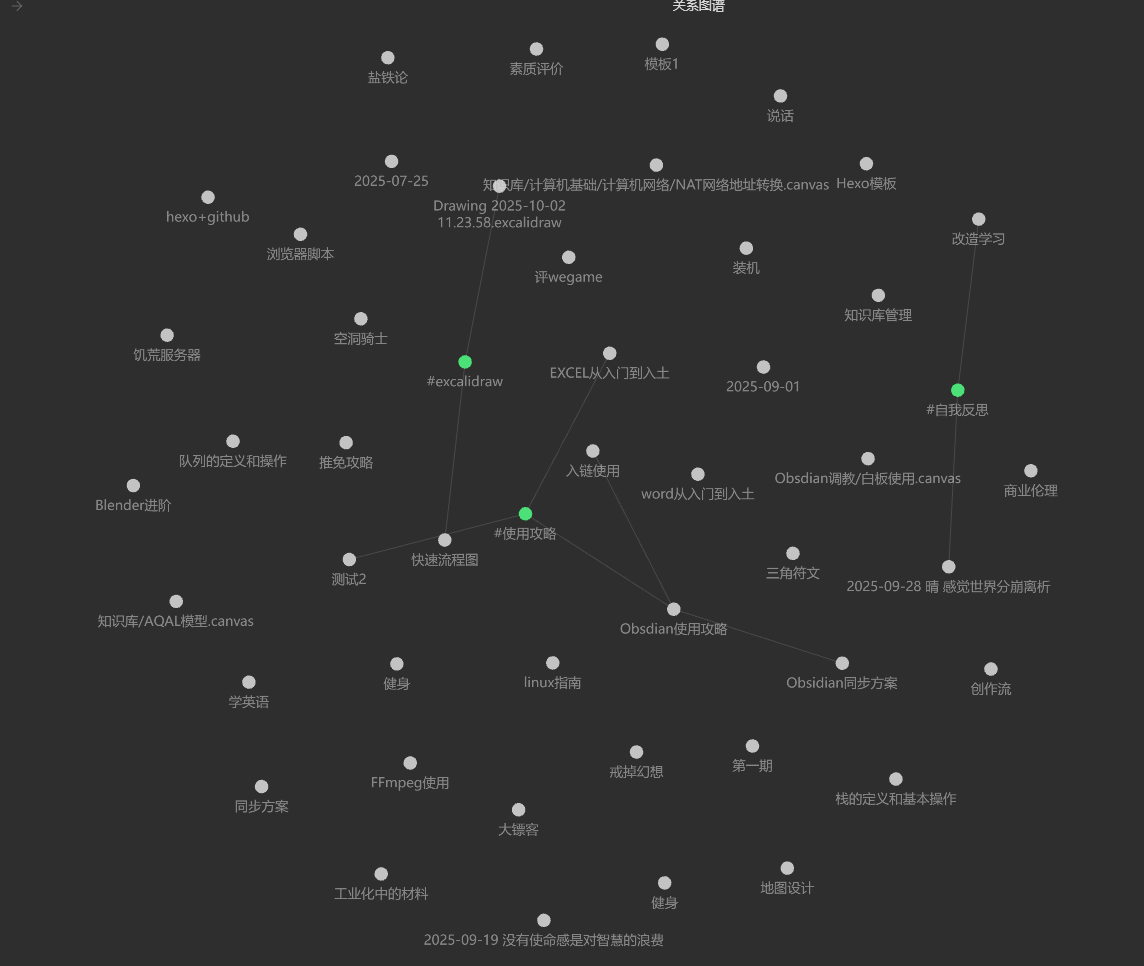 关系图谱
盐铁论
素质评价
模板1
说话
2025-07-25
知识库/计算机基础/计算机网络/NAT网络地址转换.canvas
Hexo模板
hexo+github
Drawing 2025-10-02
11.23.58.excalidraw
浏览器脚本
改造学习
评wegame
装机
知识库管理
饥荒服务器
空洞骑士
#excalidraw
EXCEL从入门到入土
2025-09-01
#自我反思
队列的定义和操作
推免攻略
入链使用
Obsdian调教/白板使用.canvas
商业伦理
Blender进阶
word从入门到入土
#使用攻略
快速流程图
测试2
三角符文
2025-09-28 晴 感觉世界分崩离析
知识库/AQAL模型.canvas
Obsdian使用攻略
学英语
健身
linux指南
Obsidian同步方案
创作流
FFmpeg使用
戒掉幻想
第一期
同步方案
栈的定义和基本操作
大镖客
工业化中的材料
健身
地图设计
2025-09-19 没有使命感是对智慧的浪费